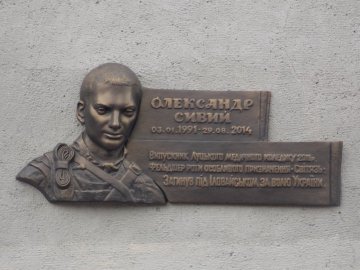 ОЛЕКСАНДР
СИВИЙ
03.01.1991-29.08.2014
Випускник Луцького медичного коледжу 2011р.
Фельдшер роти особливого призначення „Світязь“
Загинув під Іловайськом, за волю України.